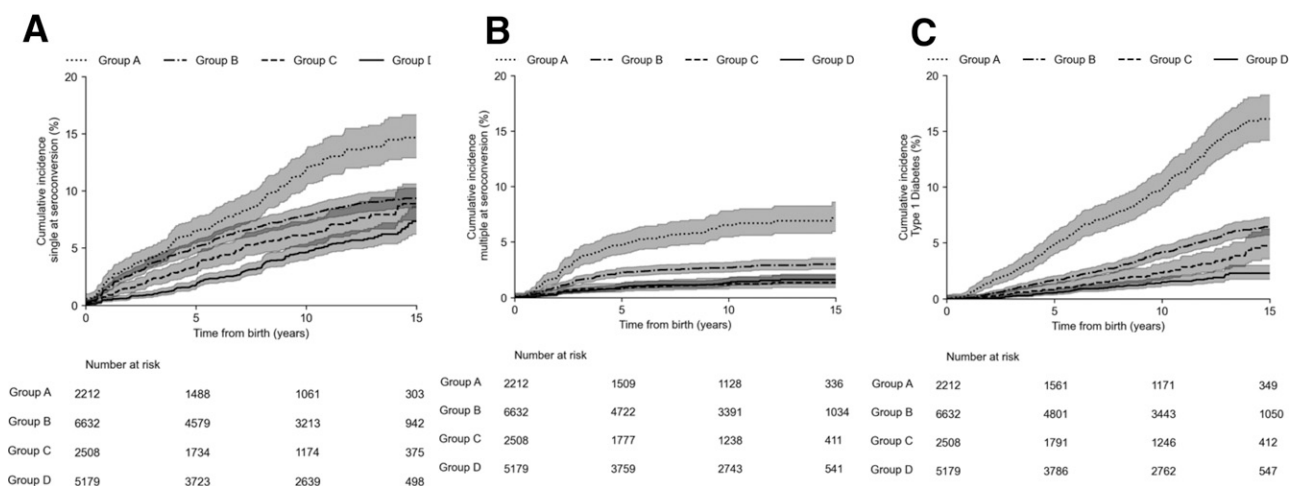 A
Group A Group B Group C Group D
20
15
10
5
0
Cumulative incidence
single at seroconversion (%)
0 5 10 15
Time from birth (years)
Number at risk
Group A 2212 1488 1061 303
Group B 6632 4579 3213 942
Group C 2508 1734 1174 375
Group D 5179 3723 2639 498
B
Group A Group B Group C Group D
20
15
10
5
0
Cumulative incidence
multiple at seroconversion (%)
0 5 10 15
Time from birth (years)
Number at risk
Group A 2212 1509 1128 336
Group B 6632 4722 3391 1034
Group C 2508 1777 1238 411
Group D 5179 3759 2743 541
C
Group A Group B Group C Group D
20
15
10
5
0
Cumulative incidence
Type 1 Diabetes (%)
0 5 10 15
Time from birth (years)
Number at risk
Group A 2212 1561 1171 349
Group B 6632 4801 3443 1050
Group C 2508 1791 1246 412
Group D 5179 3786 2762 547